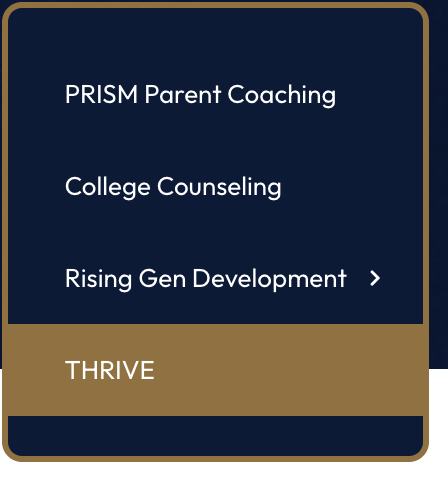 PRISM Parent Coaching
College Counseling
Rising Gen Development
THRIVE